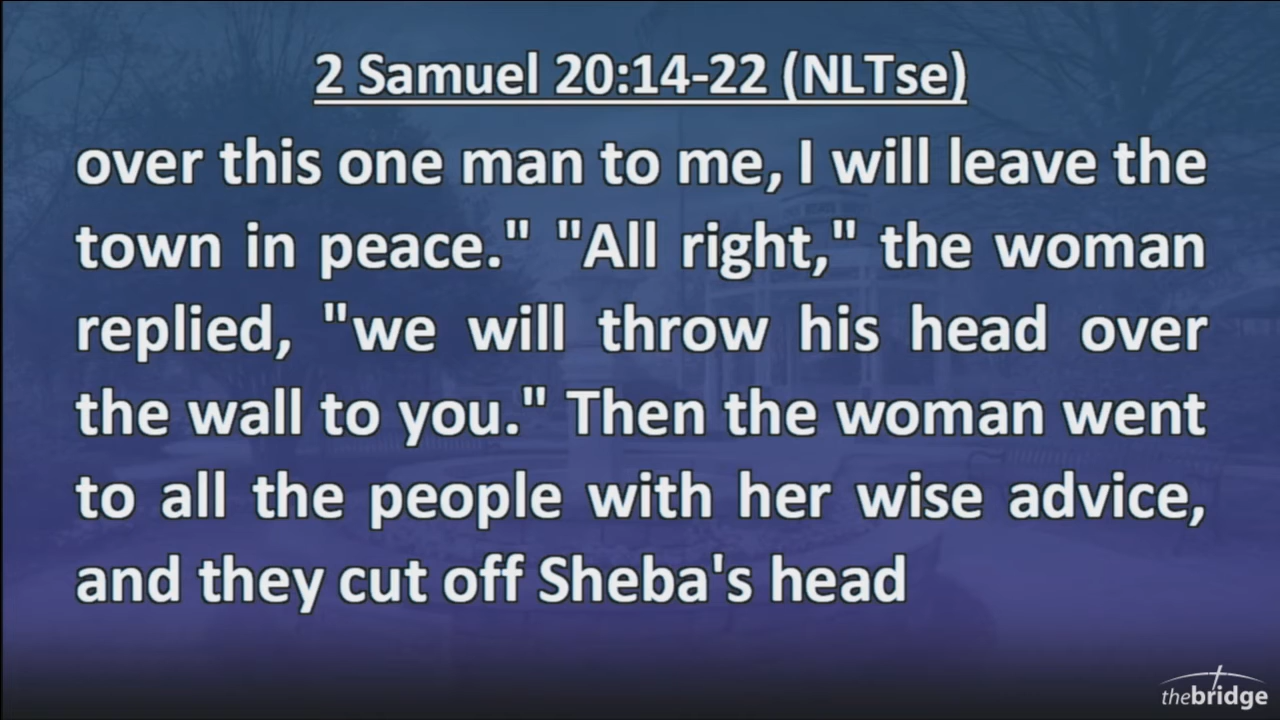 2 Samuel 20:14-22 (NLTse)
over this one man to me, I will leave the
town in peace." "All right," the woman
replied, "we will throw his head over
the wall to you." Then the woman went
to all the people with her wise advice,
and they cut off Sheba's head
thebridge